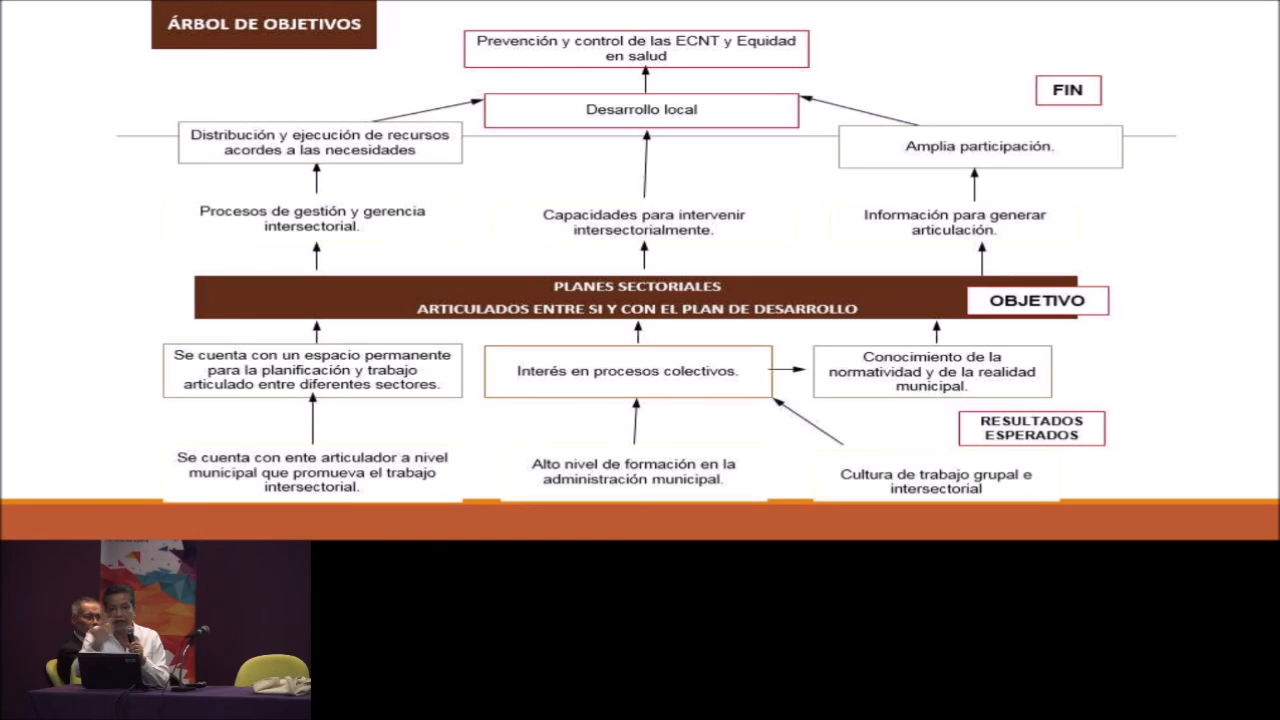 ÁRBOL DE OBJETIVOS
Prevención y control de las ECNT y Equidad
en salud
FIN
Desarrollo local
Distribución y ejecución de recursos
acordes a las necesidades
Amplia participación.
Procesos de gestión y gerencia
intersectorial.
Capacidades para intervenir
intersectorialmente.
Información para generar
articulación.
PLANES SECTORIALES
ARTICULADOS ENTRE SI Y CON EL PLAN DE DESARROLLO
OBJETIVO
Se cuenta con un espacio permanente
para la planificación y trabajo
articulado entre diferentes sectores.
Interés en procesos colectivos.
Conocimiento de la
normatividad y de la realidad
municipal.
RESULTADOS
ESPERADOS
Se cuenta con ente articulador a nivel
municipal que promueva el trabajo
intersectorial.
Alto nivel de formación en la
administración municipal.
Cultura de trabajo grupal e
intersectorial